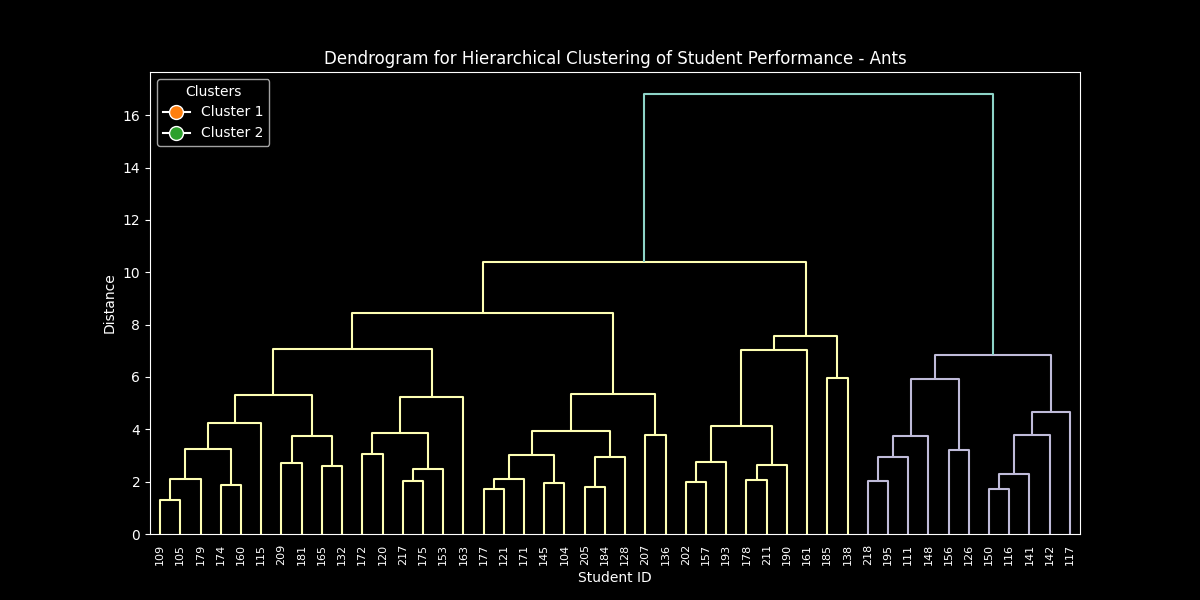 Dendrogram for Hierarchical Clustering of Student Performance - Ants
Clusters
Cluster 1
Cluster 2
16
14
12
10
8
6
4
2
0
Distance
109 105 179 174 160 115 209 181 165 132 172 120 217 175 153 163 177 121 171 145 104 205 184 128 207 136 202 157 193 178 211 190 161 185 138 218 195 111 148 156 126 150 116 141 142 117
Student ID